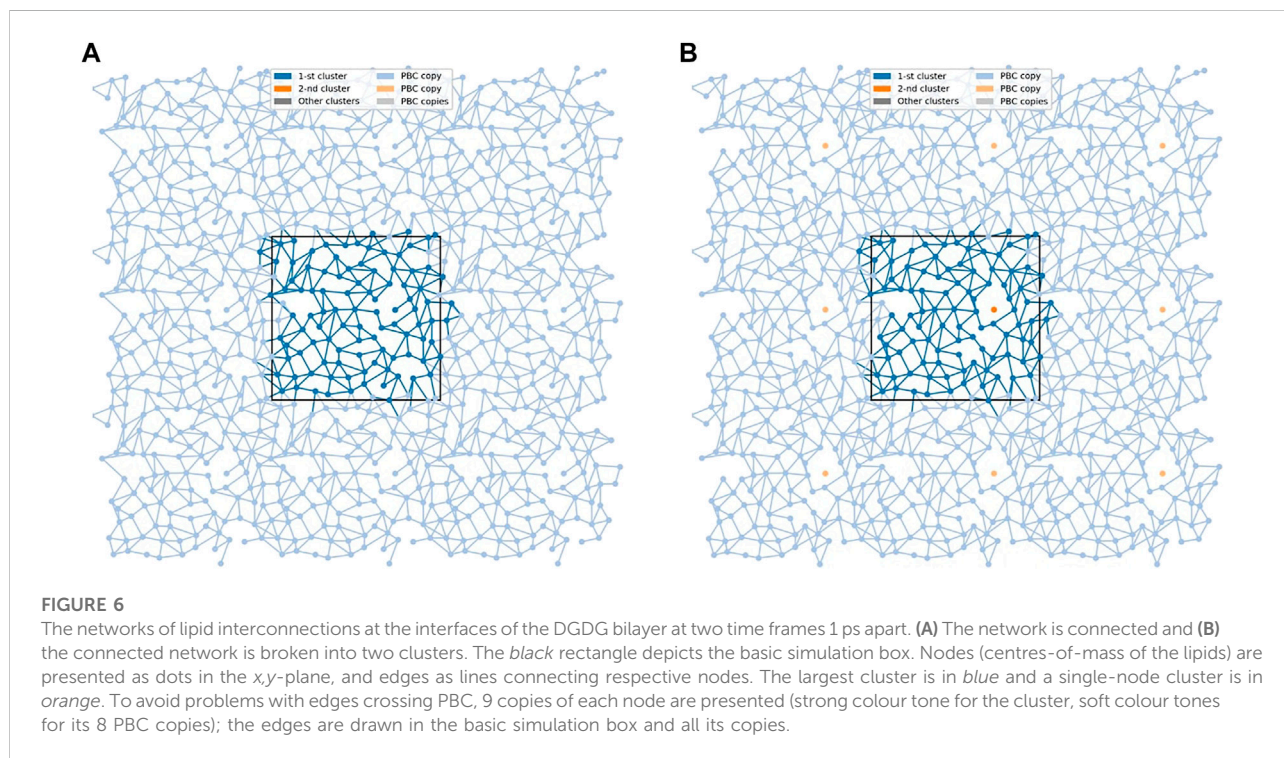 A
B
1-st cluster PBC copy
2-nd cluster PBC copy
Other clusters PBC copies
1-st cluster PBC copy
2-nd cluster PBC copy
Other clusters PBC copies
FIGURE 6
The networks of lipid interconnections at the interfaces of the DGDG bilayer at two time frames 1 ps apart. (A) The network is connected and (B)
the connected network is broken into two clusters. The black rectangle depicts the basic simulation box. Nodes (centres-of-mass of the lipids) are
presented as dots in the x,y-plane, and edges as lines connecting respective nodes. The largest cluster is in blue and a single-node cluster is in
orange. To avoid problems with edges crossing PBC, 9 copies of each node are presented (strong colour tone for the cluster, soft colour tones
for its 8 PBC copies); the edges are drawn in the basic simulation box and all its copies.